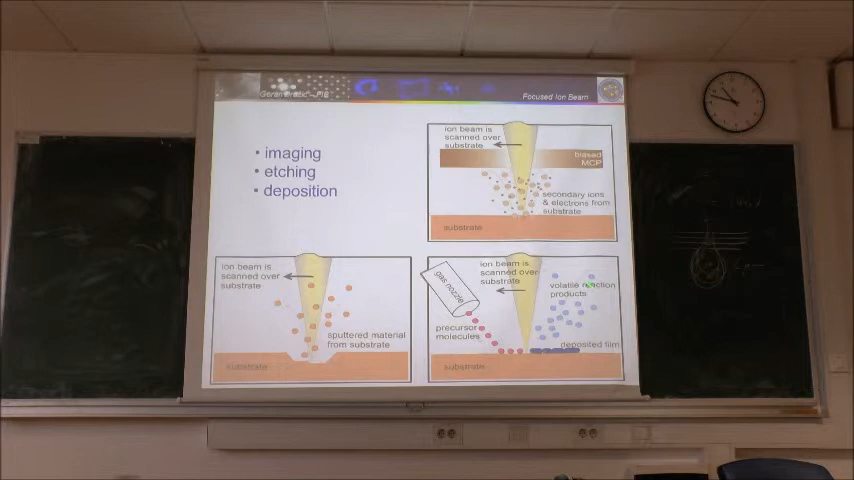 Focused Ion Beam
• imaging
• etching
• deposition
ion beam is
scanned over
substrate
biased
MCP
secondary ions
& electrons from
substrate
substrate
ion beam is
scanned over
substrate
sputtered material
from substrate
substrate
ion beam is
scanned over
substrate
gas nozzle
volatile reaction
products
precursor
molecules
deposited film
substrate